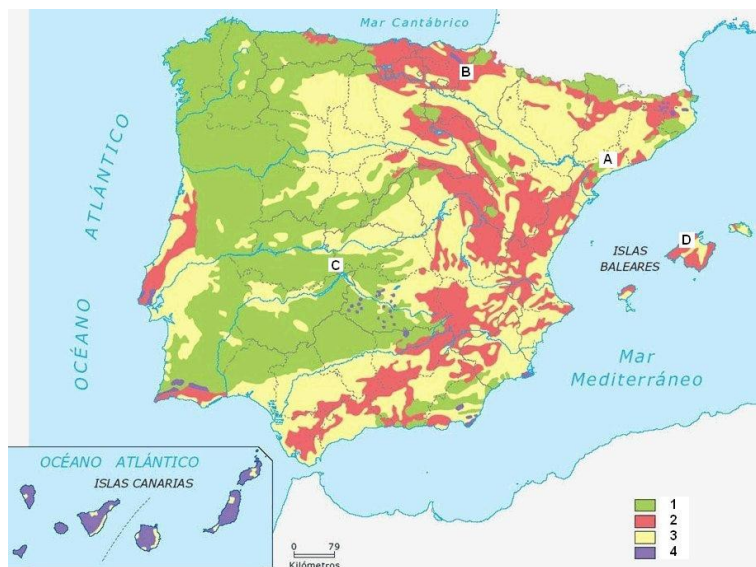 Mar Cantábrico
B
A
OCÉANO ATLÁNTICO
D
ISLAS
BALEARES
C
Mar
Mediterráneo
OCÉANO ATLÁNTICO
ISLAS CANARIAS
1
2
3
4
0 79
Kilómetros